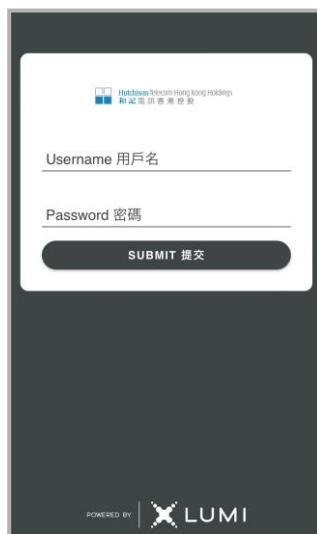 Hutchison Telecom Hong Kong Holdings
和記電訊香港控股
Username 用戶名
Password 密碼
SUBMIT 提交
POWERED BY LUMI